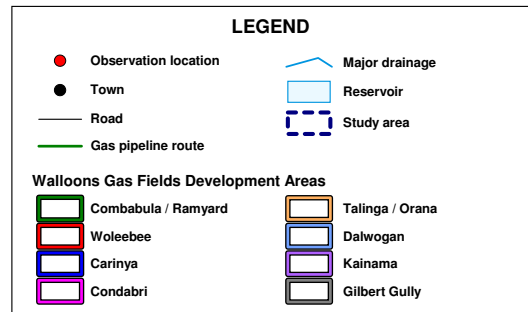 LEGEND
Observation location
Town
Road
Gas pipeline route
Major drainage
Reservoir
Study area
Walloons Gas Fields Development Areas
Combabula / Ramyard
Woleebee
Carinya
Condabri
Talinga / Orana
Dalwogan
Kainama
Gilbert Gully